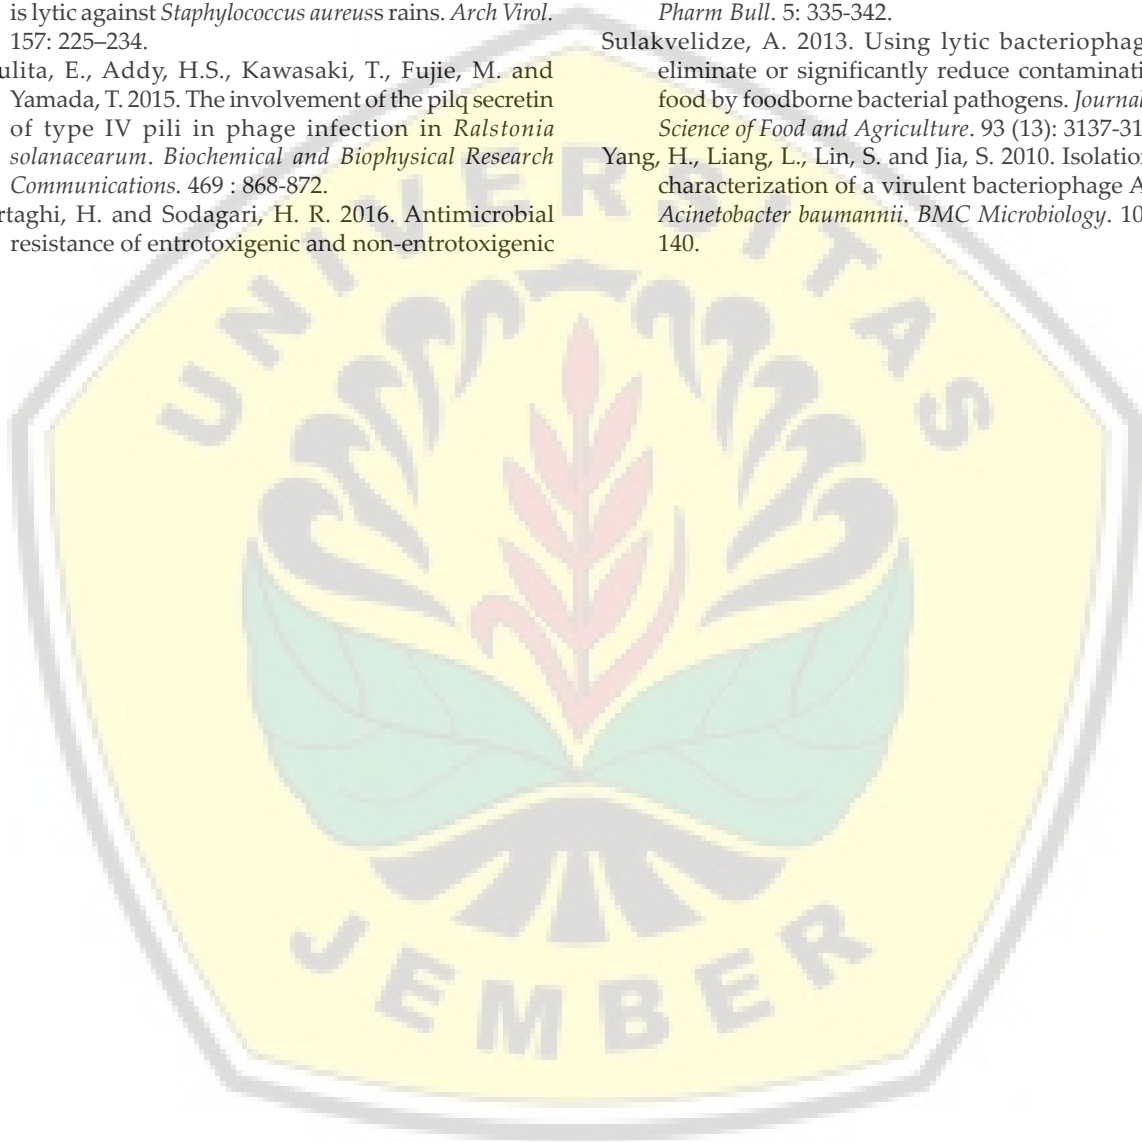 is lytic against Staphylococcus aureuss rains. Arch Virol.
157: 225–234.
ulita, E., Addy, H.S., Kawasaki, T., Fujie, M. and
Yamada, T. 2015. The involvement of the pilq secretin
of type IV pili in phage infection in Ralstonia
solanacearum. Biochemical and Biophysical Research
Communications. 469 : 868-872.
rtaghi, H. and Sodagari, H. R. 2016. Antimicrobial
resistance of entrotoxigenic and non-entrotoxigenic
Pharm Bull. 5: 335-342.
Sulakvelidze, A. 2013. Using lytic bacteriophag
eliminate or significantly reduce contaminati
food by foodborne bacterial pathogens. Journal
Science of Food and Agriculture. 93 (13): 3137-31
Yang, H., Liang, L., Lin, S. and Jia, S. 2010. Isolation
characterization of a virulent bacteriophage A
Acinetobacter baumannii. BMC Microbiology. 10
140.
UNIVERSITAS
JEMBER